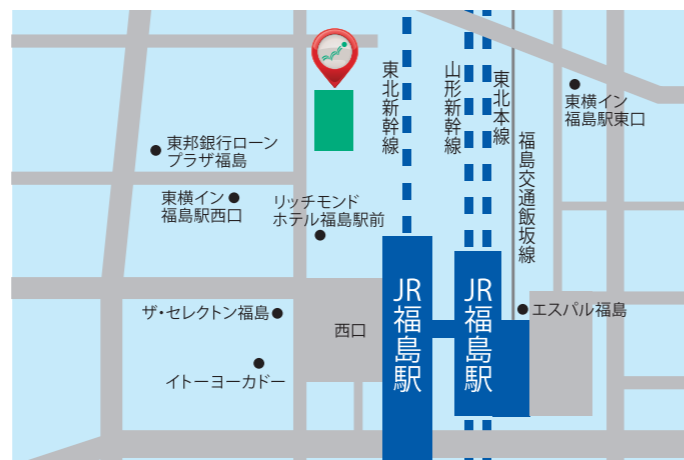 東北新幹線
山形新幹線
東北本線
福島交通飯坂線
東横イン
福島駅東口
東邦銀行ローン
プラザ福島
東横イン
福島駅西口
リッチモンド
ホテル福島駅前
JR福島駅
JR福島駅
ザ・セレクトン福島
エスパル福島
西口
イトーヨーカドー